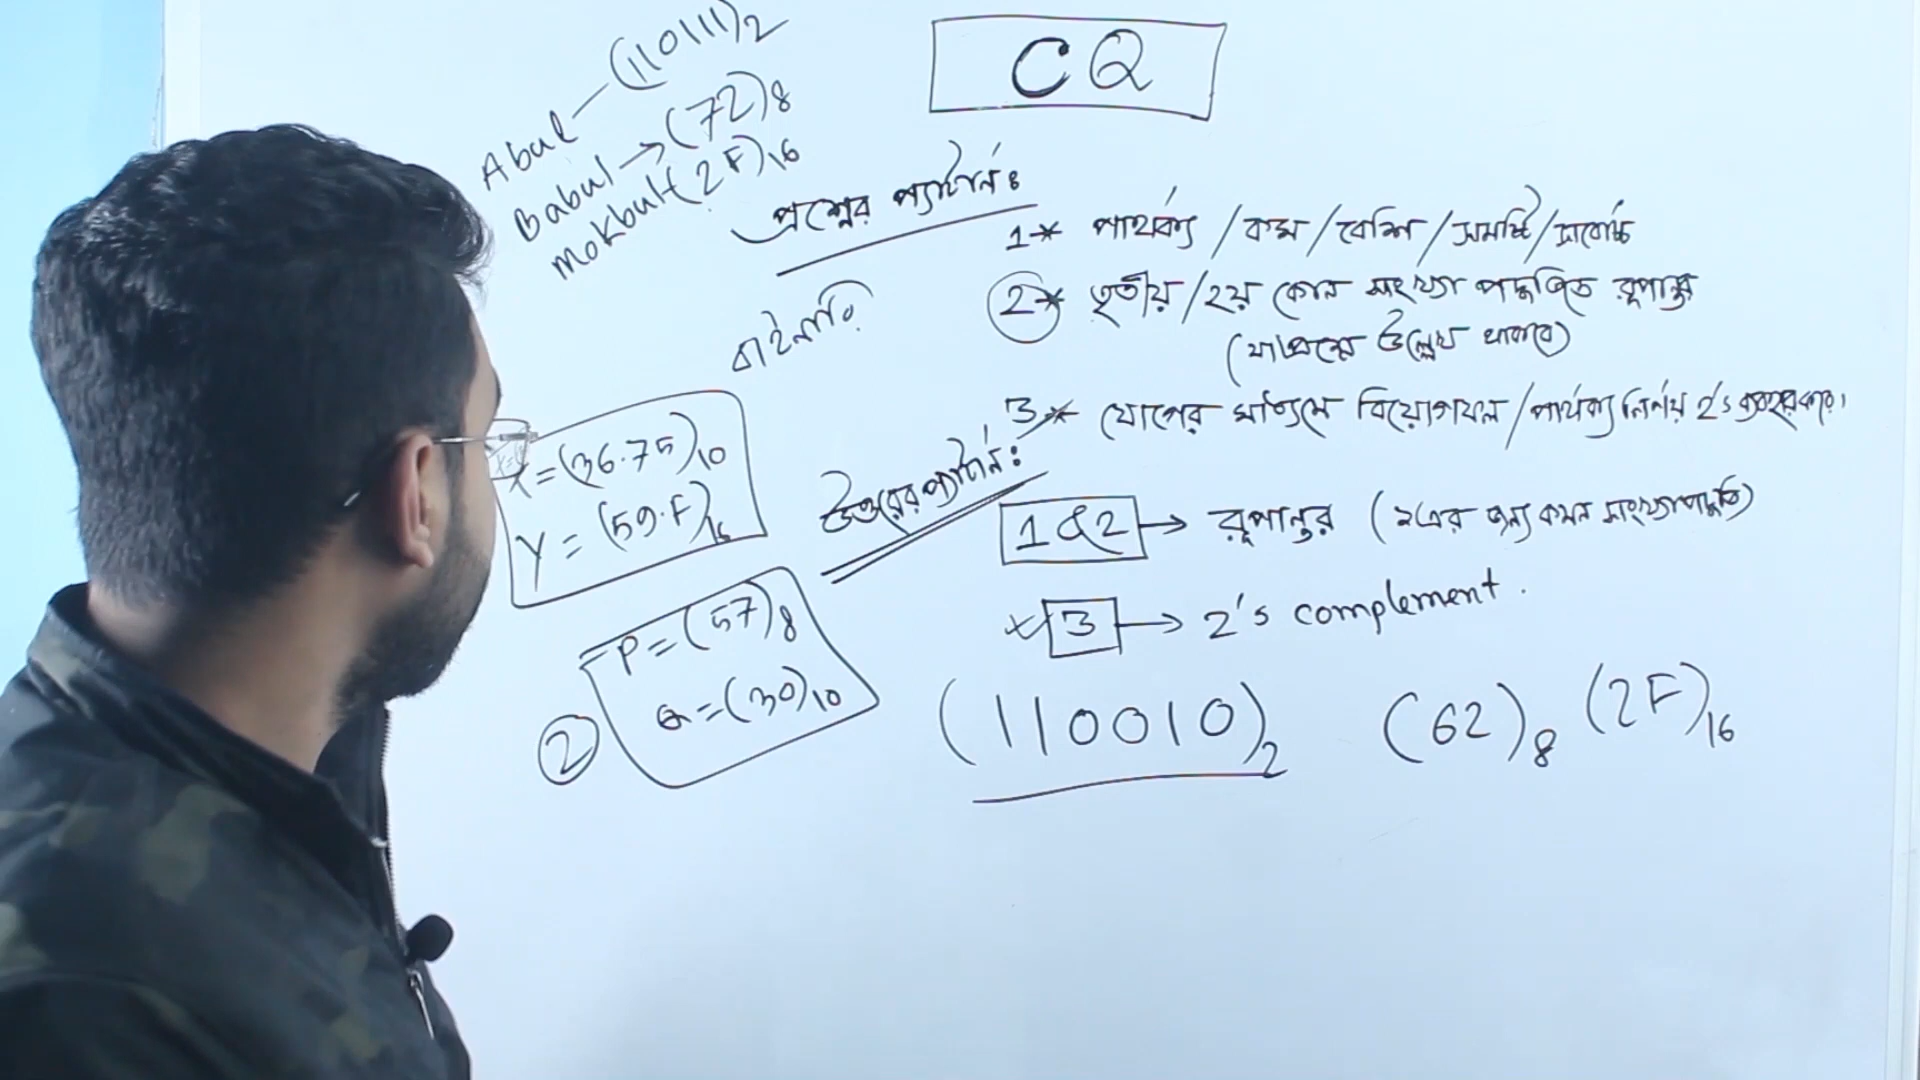 CQ
Abul — (110111)2
Babul → (72)8
Mokbul (2F)16
প্রশ্নের প্যাটার্নঃ
1* পার্থক্য / কম / বেশি / সমষ্টি / সর্বোচ্চ
2* তৃতীয় / ২য় কোন সংখ্যা পদ্ধতিতে রূপান্তর
(যা প্রশ্নে উল্লেখ থাকবে)
বাইনারি
3* যোগের মাধ্যমে বিয়োগফল / পার্থক্য নির্ণয় 2's ব্যবহার করে।
X = (36.75)10
Y = (59.F)16
উত্তরের প্যাটার্ন:
1 & 2 → রূপান্তর (২এর জন্য কমন সংখ্যা পদ্ধতি)
3 → 2's complement.
2
P = (57)8
Q = (30)10
(110010)2 (62)8 (2F)16